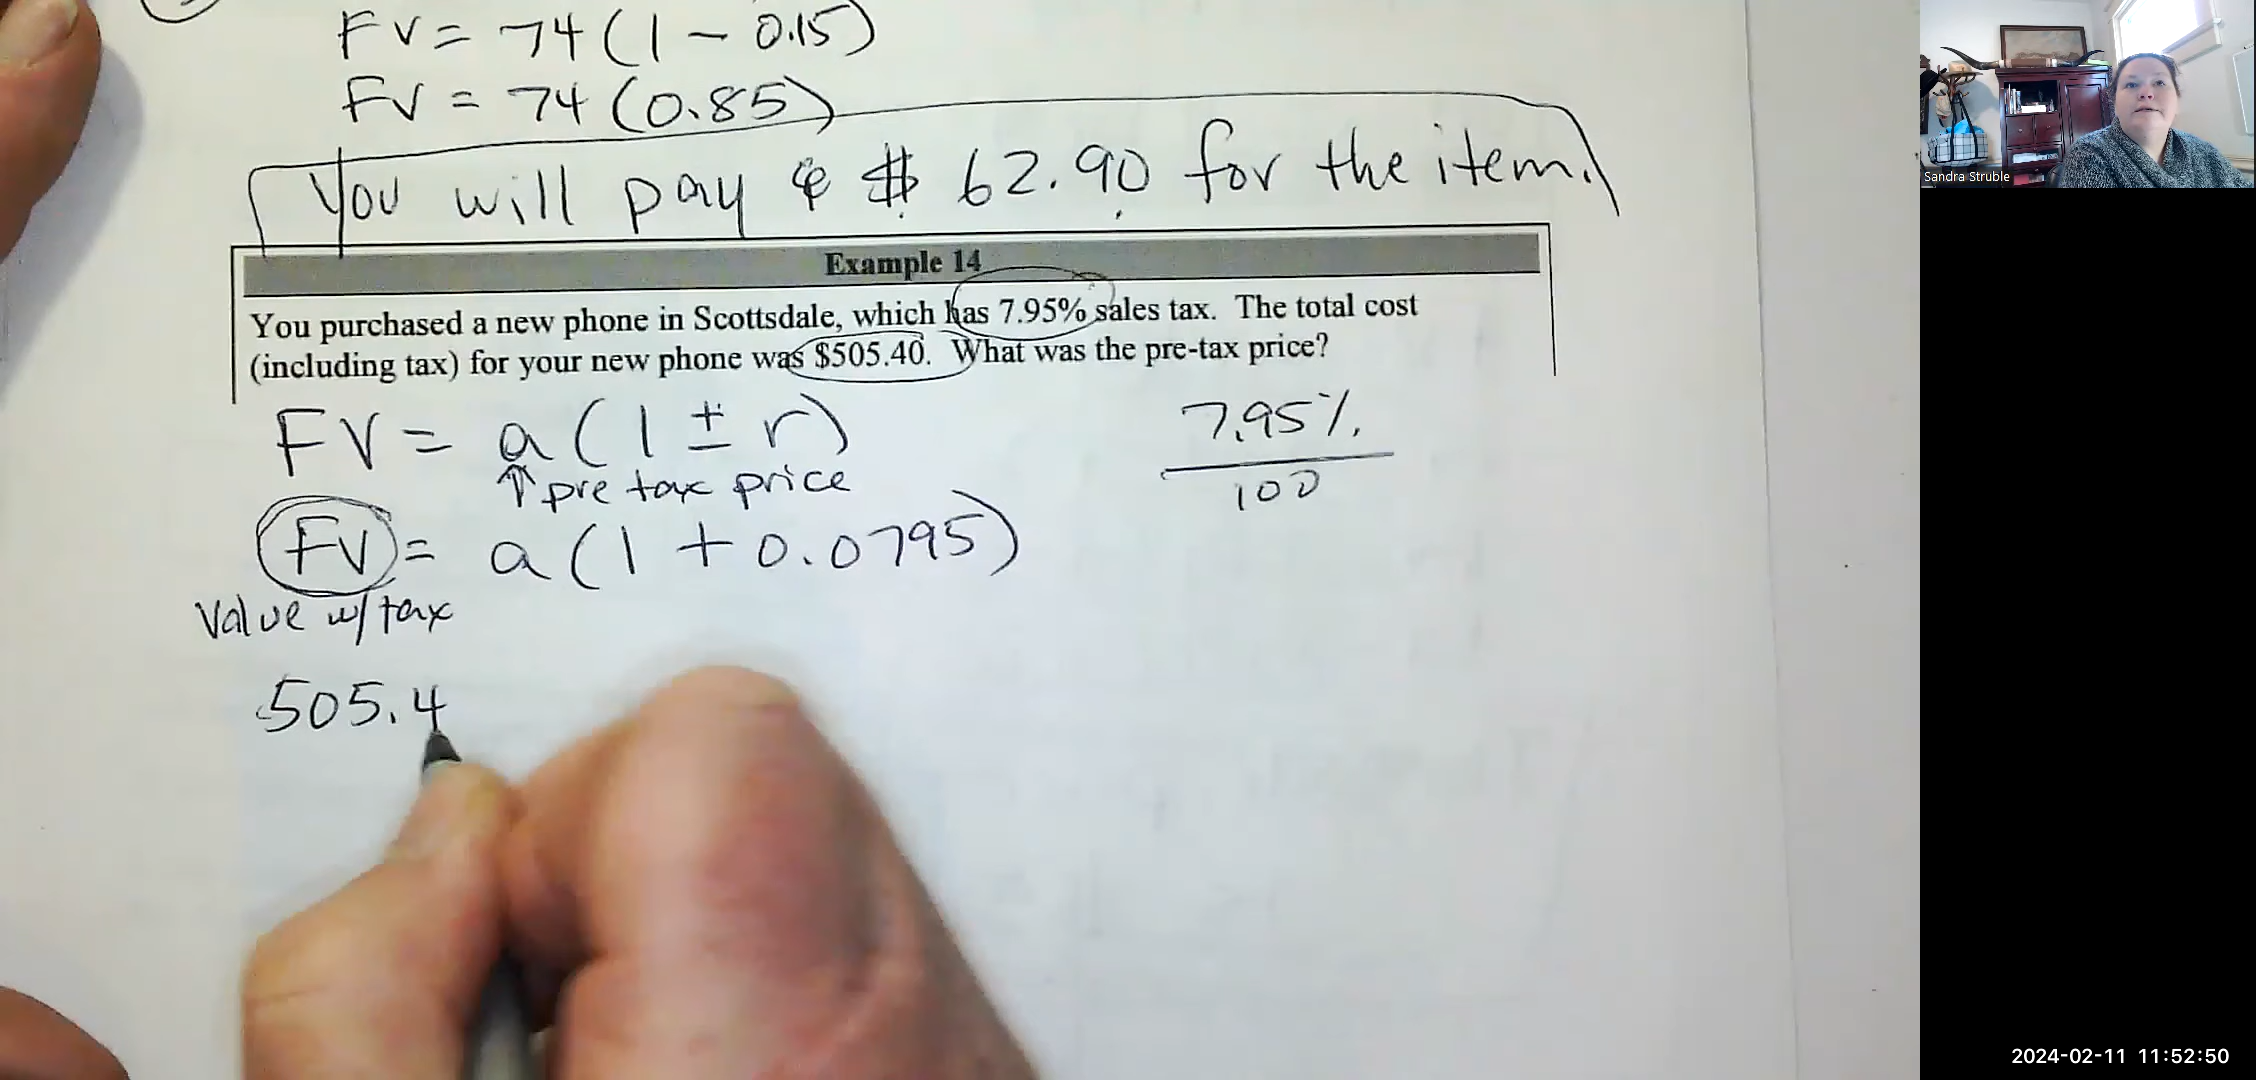 FV = 74 (1 - 0.15)
FV = 74 (0.85)
You will pay $ 62.90 for the item.
Example 14
You purchased a new phone in Scottsdale, which has 7.95% sales tax. The total cost
(including tax) for your new phone was $505.40. What was the pre-tax price?
FV = a (1 ± r)
↑ pre tax price
7.95%
100
FV = a (1 + 0.0795)
Value w/ tax
505.4
Sandra Struble
2024-02-11 11:52:50